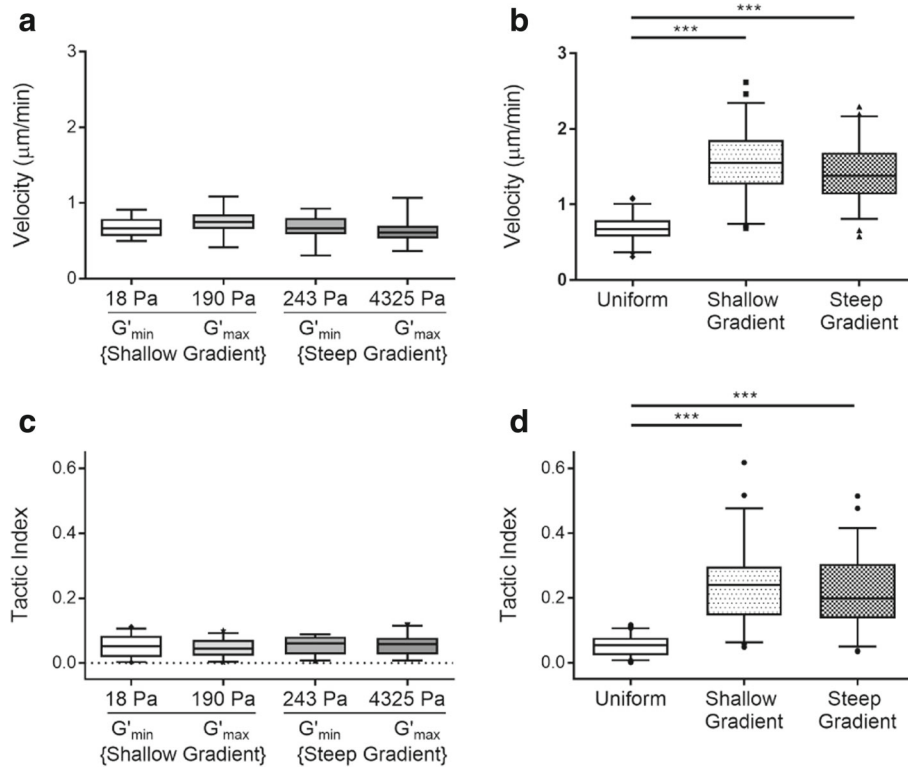 a
Velocity (μm/min)
3
2
1
0
18 Pa 190 Pa 243 Pa 4325 Pa
G'min G'max G'min G'max
{Shallow Gradient} {Steep Gradient}
b
***
***
Velocity (μm/min)
3
2
1
0
Uniform Shallow Steep
Gradient Gradient
c
Tactic Index
0.6
0.4
0.2
0.0
18 Pa 190 Pa 243 Pa 4325 Pa
G'min G'max G'min G'max
{Shallow Gradient} {Steep Gradient}
d
***
***
Tactic Index
0.6
0.4
0.2
0.0
Uniform Shallow Steep
Gradient Gradient